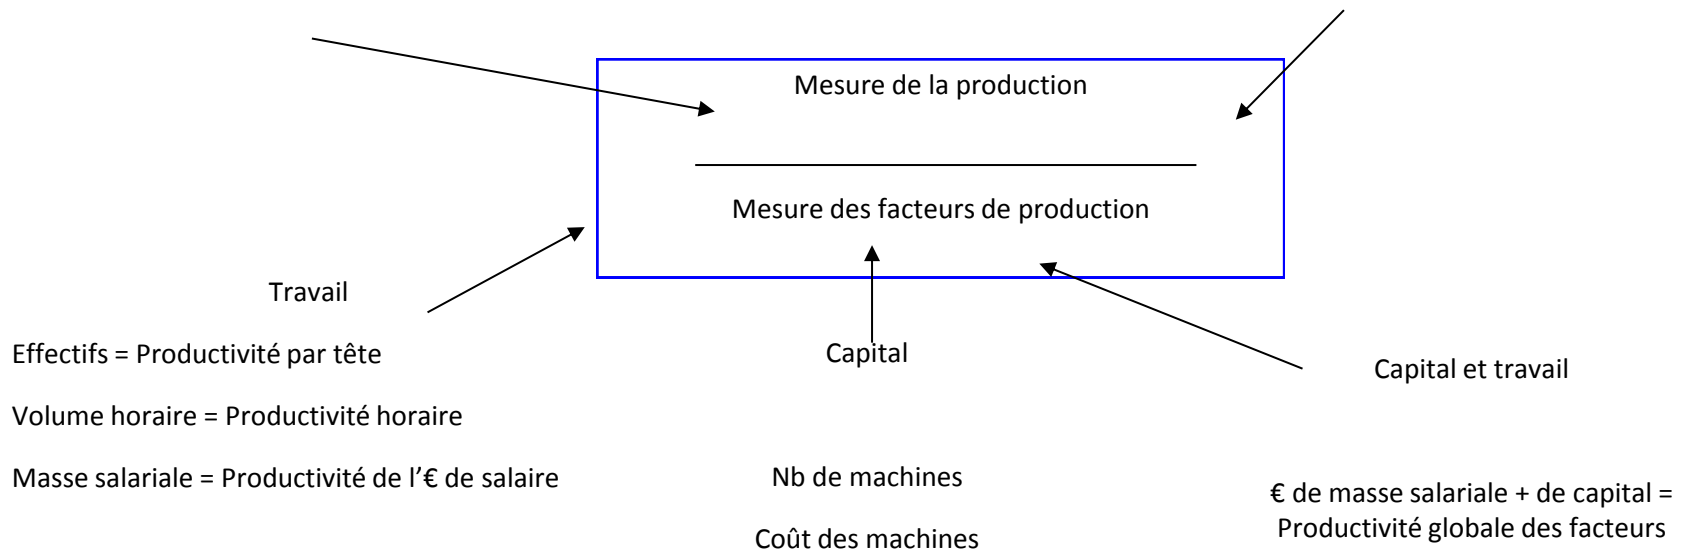 Mesure de la production
Mesure des facteurs de production
Travail
Effectifs = Productivité par tête
Volume horaire = Productivité horaire
Masse salariale = Productivité de l’€ de salaire
Capital
Nb de machines
Coût des machines
Capital et travail
€ de masse salariale + de capital =
Productivité globale des facteurs